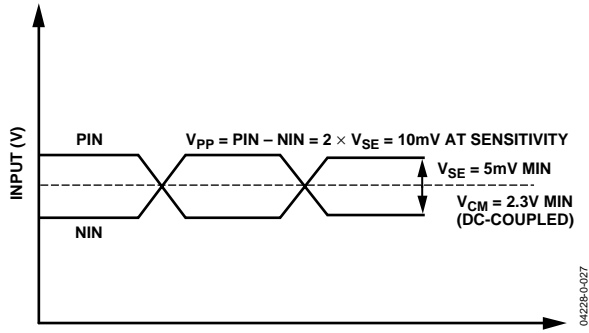 INPUT (V)
PIN
V_PP = PIN – NIN = 2 × V_SE = 10mV AT SENSITIVITY
V_SE = 5mV MIN
V_CM = 2.3V MIN
(DC-COUPLED)
NIN
04228-0-027